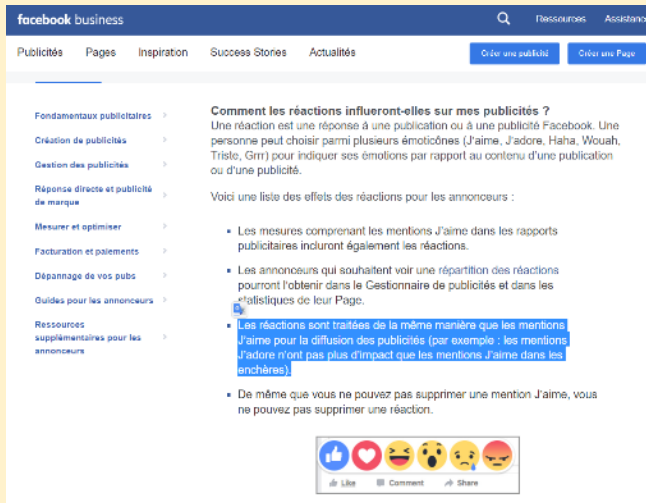 facebook business
Ressources
Assistance
Publicités
Pages
Inspiration
Success Stories
Actualités
Créer une publicité
Créer une Page
Fondamentaux publicitaires
Création de publicités
Gestion des publicités
Réponse directe et publicité
de marque
Mesurer et optimiser
Facturation et paiements
Dépannage de vos pubs
Guides pour les annonceurs
Ressources
supplémentaires pour les
annonceurs
Comment les réactions influeront-elles sur mes publicités ?
Une réaction est une réponse à une publication ou à une publicité Facebook. Une
personne peut choisir parmi plusieurs émoticônes (J'aime, J'adore, Haha, Wouah,
Triste, Grrr) pour indiquer ses émotions par rapport au contenu d'une publication
ou d'une publicité.
Voici une liste des effets des réactions pour les annonceurs :
Les mesures comprenant les mentions J'aime dans les rapports
publicitaires incluront également les réactions.
Les annonceurs qui souhaitent voir une répartition des réactions
pourront l'obtenir dans le Gestionnaire de publicités et dans les
statistiques de leur Page.
Les réactions sont traitées de la même manière que les mentions
J'aime pour la diffusion des publicités (par exemple : les mentions
J'adore n'ont pas plus d'impact que les mentions J'aime dans les
enchères).
De même que vous ne pouvez pas supprimer une mention J'aime, vous
ne pouvez pas supprimer une réaction.
Like
Comment
Share